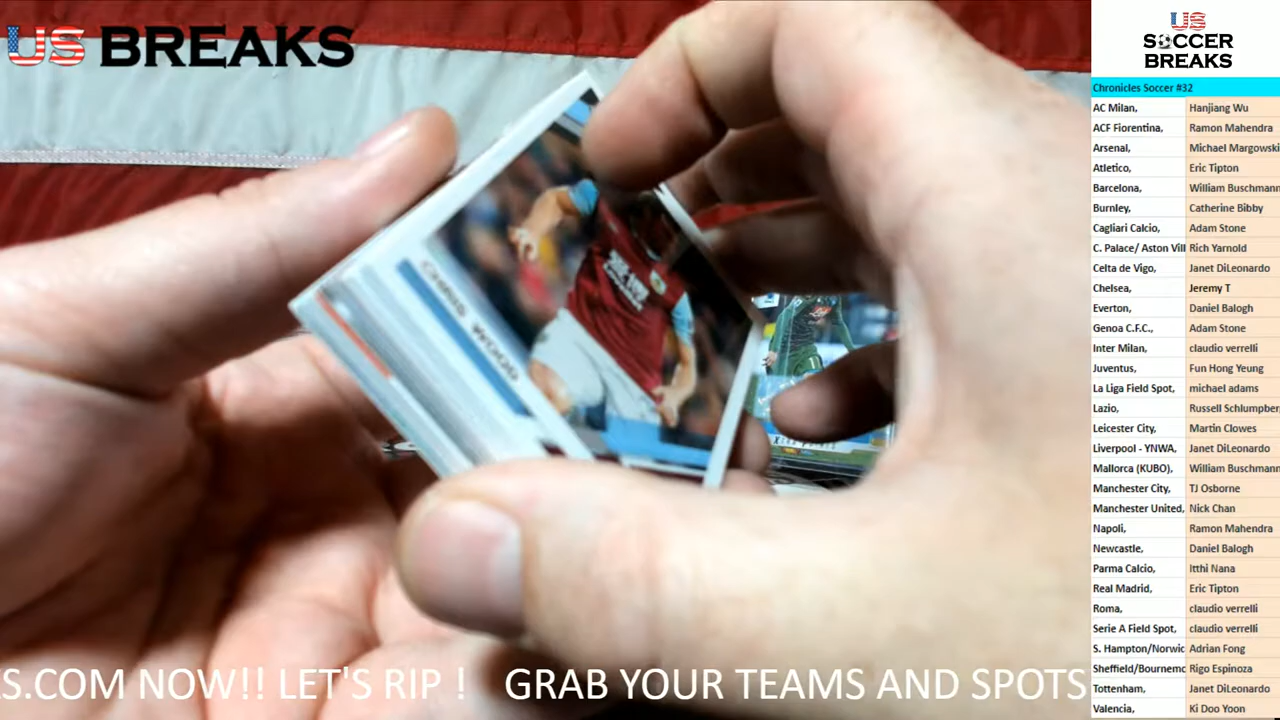 US BREAKS
CHRIS WOOD
US
SOCCER
BREAKS
Chronicles Soccer #32
AC Milan, Hanjiang Wu
ACF Fiorentina, Ramon Mahendra
Arsenal, Michael Margowski
Atletico, Eric Tipton
Barcelona, William Buschmann
Burnley, Catherine Bibby
Cagliari Calcio, Adam Stone
C. Palace/ Aston Vill Rich Yarnold
Celta de Vigo, Janet DiLeonardo
Chelsea, Jeremy T
Everton, Daniel Balogh
Genoa C.F.C., Adam Stone
Inter Milan, claudio verrelli
Juventus, Fun Hong Yeung
La Liga Field Spot, michael adams
Lazio, Russell Schlumpber
Leicester City, Martin Clowes
Liverpool - YNWA, Janet DiLeonardo
Mallorca (KUBO), William Buschmann
Manchester City, TJ Osborne
Manchester United, Nick Chan
Napoli, Ramon Mahendra
Newcastle, Daniel Balogh
Parma Calcio, Itthi Nana
Real Madrid, Eric Tipton
Roma, claudio verrelli
Serie A Field Spot, claudio verrelli
S. Hampton/Norwic Adrian Fong
Sheffield/Bournemc Rigo Espinoza
Tottenham, Janet DiLeonardo
Valencia, Ki Doo Yoon
S.COM NOW!! LET'S RIP ! GRAB YOUR TEAMS AND SPOTS